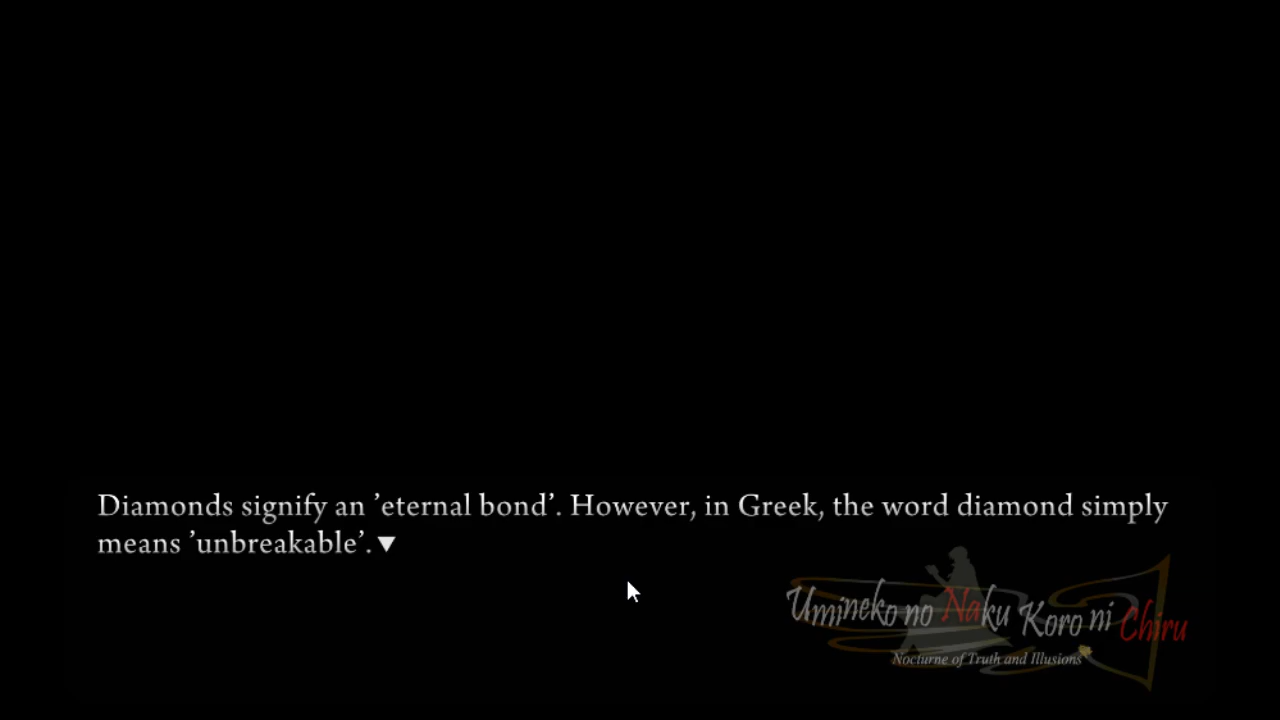 Diamonds signify an ’eternal bond’. However, in Greek, the word diamond simply
means ’unbreakable’.
Umineko no Naku Koro ni Chiru
Nocturne of Truth and Illusions